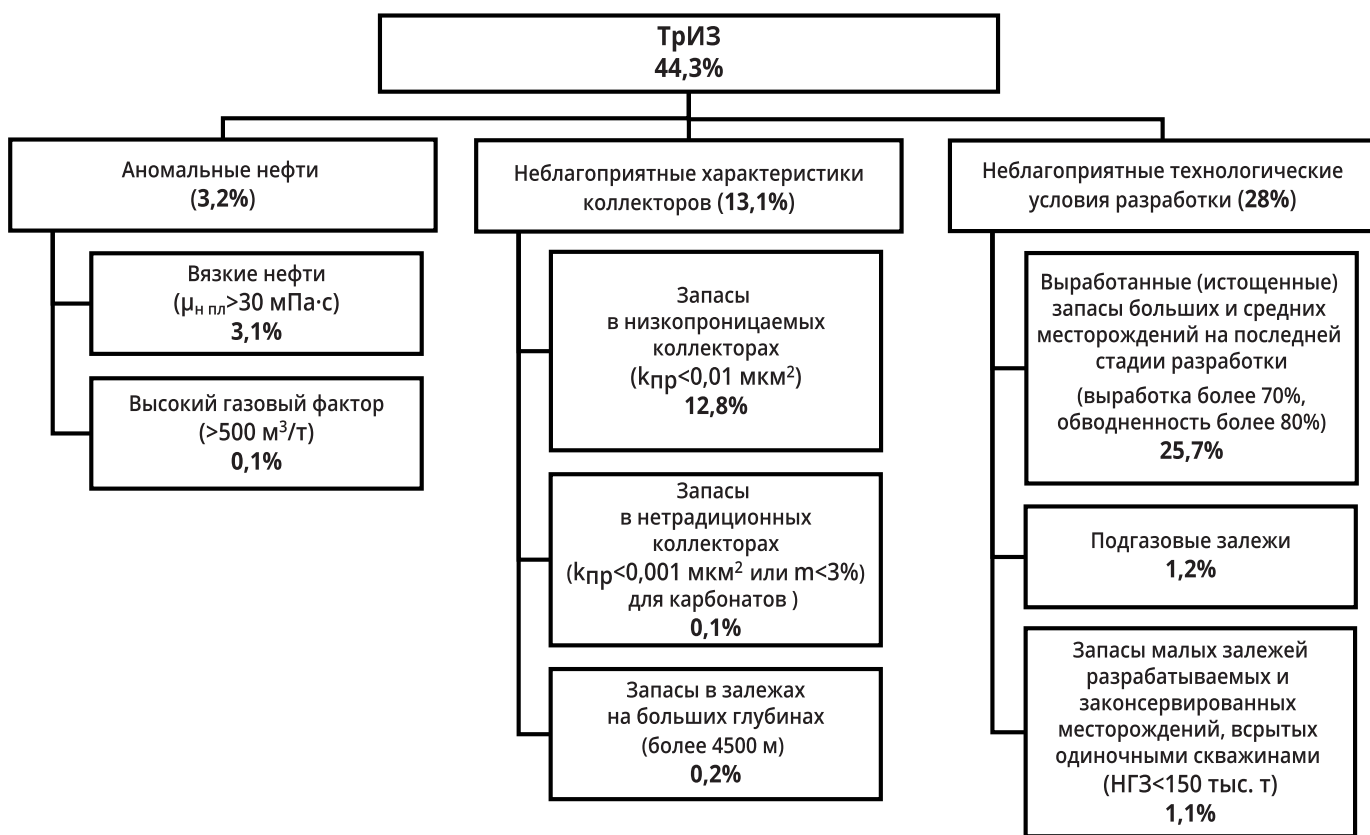 ТрИЗ
44,3%
Аномальные нефти
(3,2%)
Вязкие нефти
(μн пл>30 мПа·с)
3,1%
Высокий газовый фактор
(>500 м³/т)
0,1%
Неблагоприятные характеристики
коллекторов (13,1%)
Запасы
в низкопроницаемых
коллекторах
(kпр<0,01 мкм²)
12,8%
Запасы
в нетрадиционных
коллекторах
(kпр<0,001 мкм² или m<3%)
для карбонатов )
0,1%
Запасы в залежах
на больших глубинах
(более 4500 м)
0,2%
Неблагоприятные технологические
условия разработки (28%)
Выработанные (истощенные)
запасы больших и средних
месторождений на последней
стадии разработки
(выработка более 70%,
обводненность более 80%)
25,7%
Подгазовые залежи
1,2%
Запасы малых залежей
разрабатываемых и
законсервированных
месторождений, всрытых
одиночными скважинами
(НГЗ<150 тыс. т)
1,1%